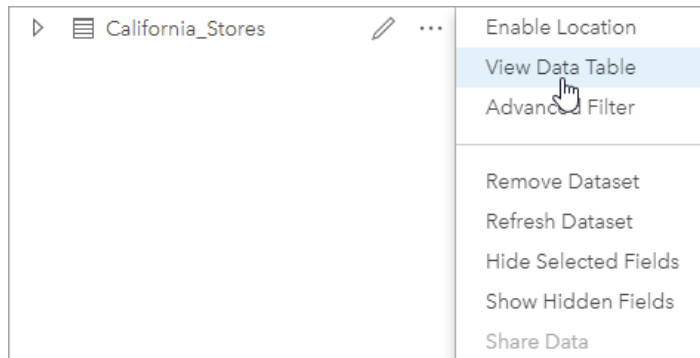 California_Stores
Enable Location
View Data Table
Advanced Filter
Remove Dataset
Refresh Dataset
Hide Selected Fields
Show Hidden Fields
Share Data